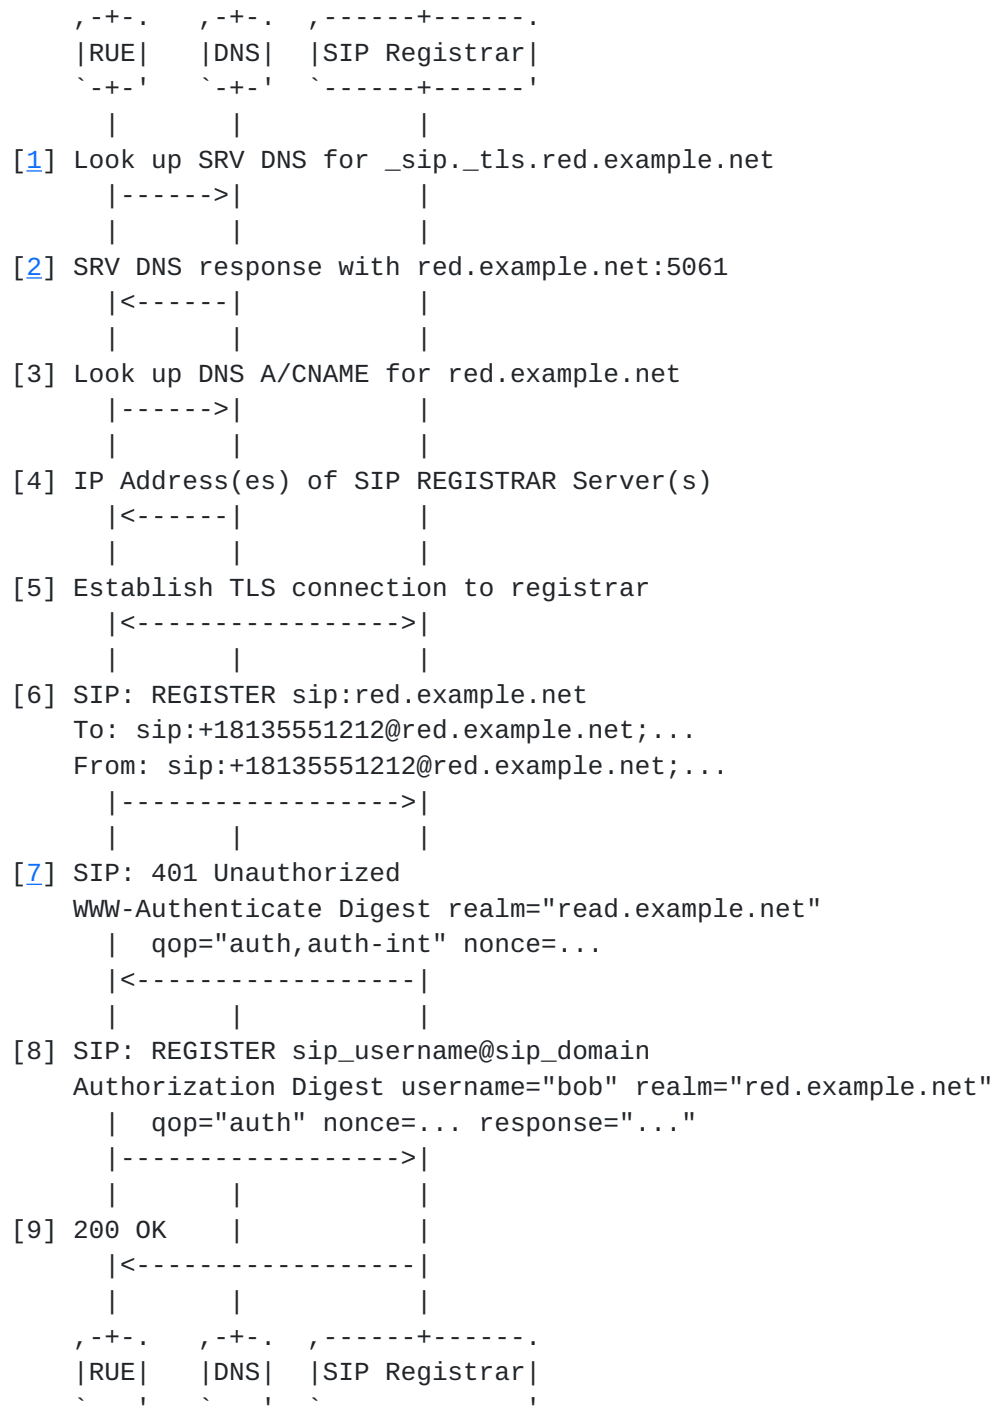 ,-+-.   ,-+-.  ,------+------.
    |RUE|   |DNS|  |SIP Registrar|
    `-+-'   `-+-'  `------+------'
      |       |           |
[1] Look up SRV DNS for _sip._tls.red.example.net
      |------>|           |
      |       |           |
[2] SRV DNS response with red.example.net:5061
      |<------|           |
      |       |           |
[3] Look up DNS A/CNAME for red.example.net
      |------>|           |
      |       |           |
[4] IP Address(es) of SIP REGISTRAR Server(s)
      |<------|           |
      |       |           |
[5] Establish TLS connection to registrar
      |<----------------->|
      |       |           |
[6] SIP: REGISTER sip:red.example.net
    To: sip:+18135551212@red.example.net;...
    From: sip:+18135551212@red.example.net;...
      |------------------>|
      |       |           |
[7] SIP: 401 Unauthorized
    WWW-Authenticate Digest realm="read.example.net"
      |  qop="auth,auth-int" nonce=...
      |<------------------|
      |       |           |
[8] SIP: REGISTER sip_username@sip_domain
    Authorization Digest username="bob" realm="red.example.net"
      |  qop="auth" nonce=... response="..."
      |------------------>|
      |       |           |
[9] 200 OK    |           |
      |<------------------|
      |       |           |
    ,-+-.   ,-+-.  ,------+------.
    |RUE|   |DNS|  |SIP Registrar|
    `   '   `   '  `             '